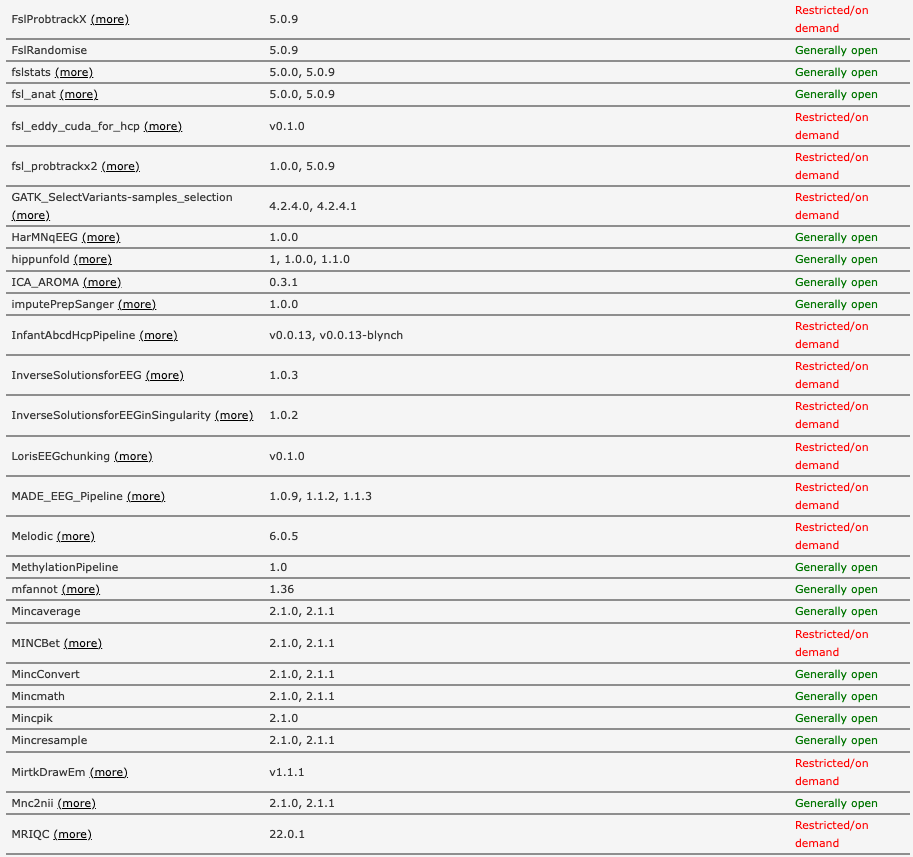 FslProbtrackX (more) 5.0.9 Restricted/on
demand
FslRandomise 5.0.9 Generally open
fslstats (more) 5.0.0, 5.0.9 Generally open
fsl_anat (more) 5.0.0, 5.0.9 Generally open
fsl_eddy_cuda_for_hcp (more) v0.1.0 Restricted/on
demand
fsl_probtrackx2 (more) 1.0.0, 5.0.9 Restricted/on
demand
GATK_SelectVariants-samples_selection
(more) 4.2.4.0, 4.2.4.1 Restricted/on
demand
HarMNqEEG (more) 1.0.0 Generally open
hippunfold (more) 1, 1.0.0, 1.1.0 Generally open
ICA_AROMA (more) 0.3.1 Generally open
imputePrepSanger (more) 1.0.0 Generally open
InfantAbcdHcpPipeline (more) v0.0.13, v0.0.13-blynch Restricted/on
demand
InverseSolutionsforEEG (more) 1.0.3 Restricted/on
demand
InverseSolutionsforEEGinSingularity (more) 1.0.2 Restricted/on
demand
LorisEEGchunking (more) v0.1.0 Restricted/on
demand
MADE_EEG_Pipeline (more) 1.0.9, 1.1.2, 1.1.3 Restricted/on
demand
Melodic (more) 6.0.5 Restricted/on
demand
MethylationPipeline 1.0 Generally open
mfannot (more) 1.36 Generally open
Mincaverage 2.1.0, 2.1.1 Generally open
MINCBet (more) 2.1.0, 2.1.1 Restricted/on
demand
MincConvert 2.1.0, 2.1.1 Generally open
Mincmath 2.1.0, 2.1.1 Generally open
Mincpik 2.1.0 Generally open
Mincresample 2.1.0, 2.1.1 Generally open
MirtkDrawEm (more) v1.1.1 Restricted/on
demand
Mnc2nii (more) 2.1.0, 2.1.1 Generally open
MRIQC (more) 22.0.1 Restricted/on
demand